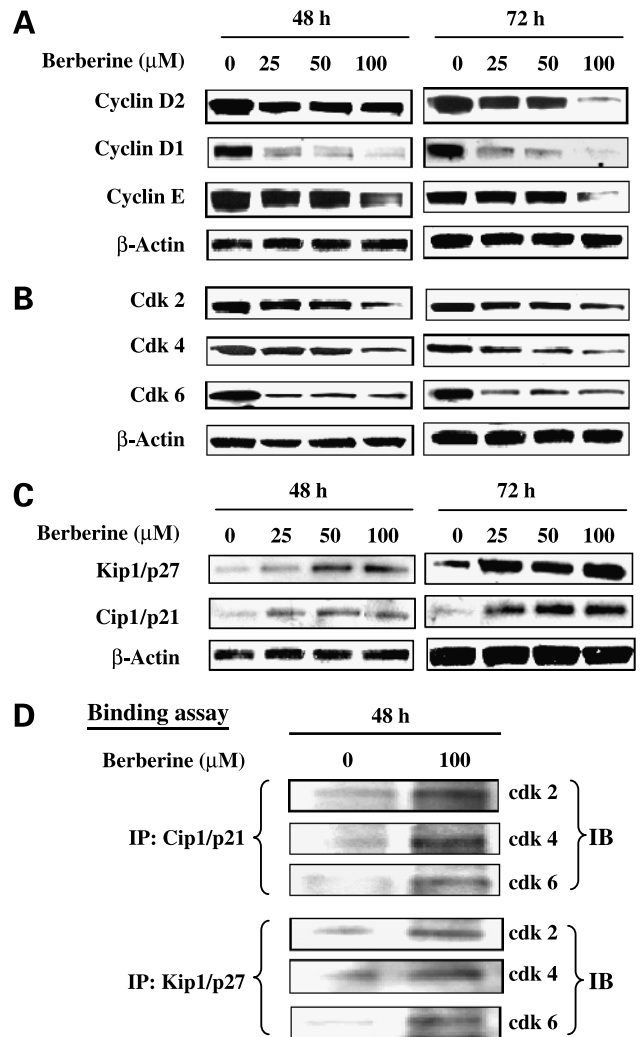 A
48 h
72 h
Berberine (μM)
0 25 50 100
0 25 50 100
Cyclin D2
Cyclin D1
Cyclin E
β-Actin
B
Cdk 2
Cdk 4
Cdk 6
β-Actin
C
48 h
72 h
Berberine (μM)
0 25 50 100
0 25 50 100
Kip1/p27
Cip1/p21
β-Actin
D
Binding assay
48 h
Berberine (μM)
0 100
IP: Cip1/p21
cdk 2
cdk 4
cdk 6
IB
IP: Kip1/p27
cdk 2
cdk 4
cdk 6
IB